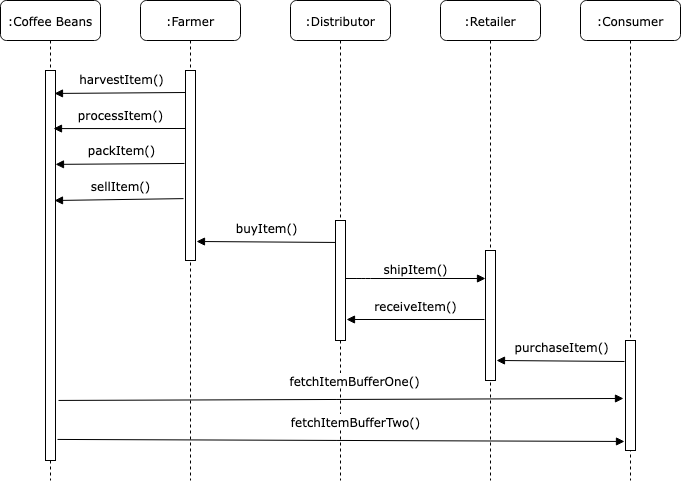 :Coffee Beans
:Farmer
:Distributor
:Retailer
:Consumer
harvestItem()
processItem()
packItem()
sellItem()
buyItem()
shipItem()
receiveItem()
purchaseItem()
fetchItemBufferOne()
fetchItemBufferTwo()